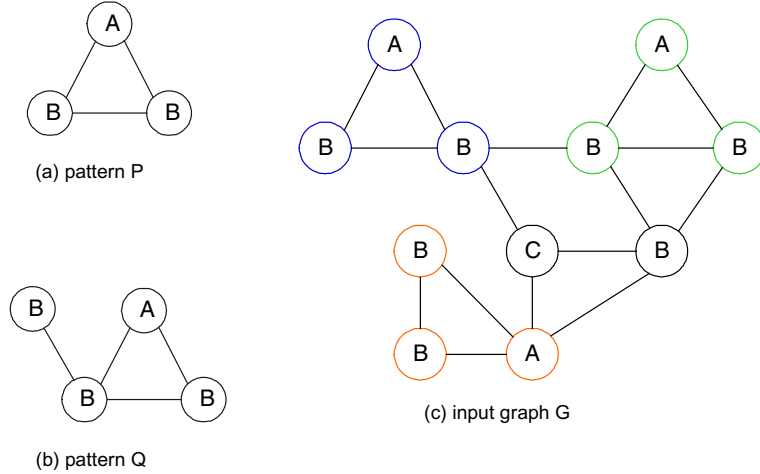 A
B B
(a) pattern P
B A
B B
(b) pattern Q
A A
B B B B
B C B
B A
(c) input graph G